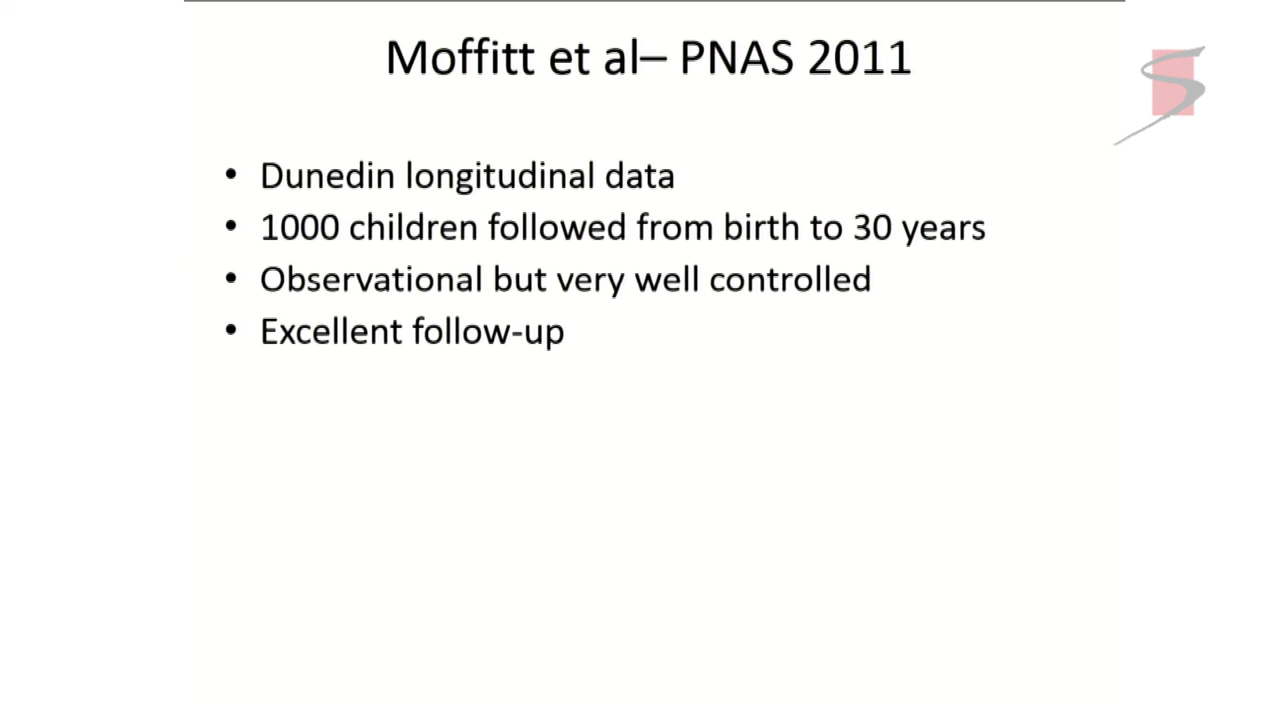 Moffitt et al– PNAS 2011
• Dunedin longitudinal data
• 1000 children followed from birth to 30 years
• Observational but very well controlled
• Excellent follow-up